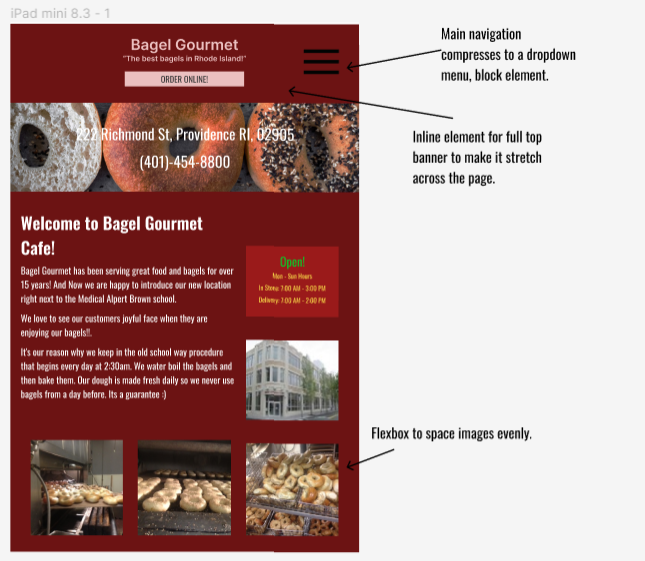 iPad mini 8.3 - 1
Bagel Gourmet
"The best bagels in Rhode Island!"
ORDER ONLINE!
222 Richmond St, Providence RI, 02905
(401)-454-8800
Welcome to Bagel Gourmet
Cafe!
Bagel Gourmet has been serving great food and bagels for over
15 years! And Now we are happy to introduce our new location
right next to the Medical Alpert Brown school.
We love to see our customers joyful face when they are
enjoying our bagels!!.
It's our reason why we keep in the old school way procedure
that begins every day at 2:30am. We water boil the bagels and
then bake them. Our dough is made fresh daily so we never use
bagels from a day before. Its a guarantee :)
Open!
Mon - Sun Hours
In Store: 7:00 AM - 3:00 PM
Delivery: 7:00 AM - 2:00 PM
Main navigation
compresses to a dropdown
menu, block element.
Inline element for full top
banner to make it stretch
across the page.
Flexbox to space images evenly.